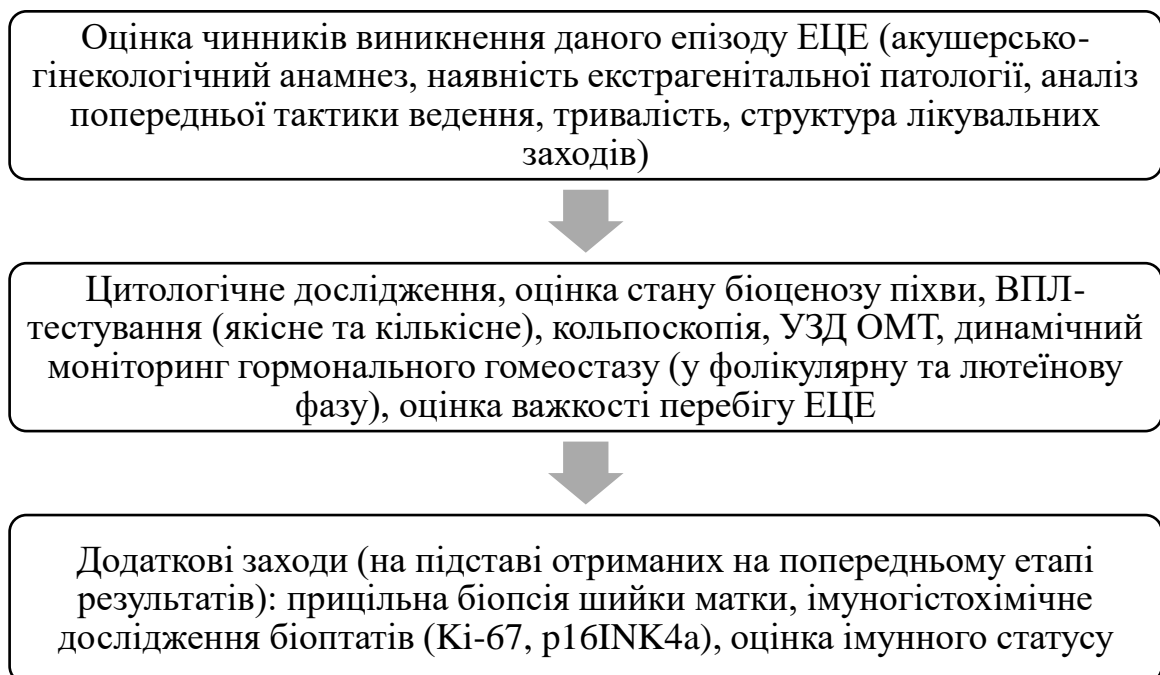 Оцінка чинників виникнення даного епізоду ЕЦЕ (акушерсько-
гінекологічний анамнез, наявність екстрагенітальної патології, аналіз
попередньої тактики ведення, тривалість, структура лікувальних
заходів)
Цитологічне дослідження, оцінка стану біоценозу піхви, ВПЛ-
тестування (якісне та кількісне), кольпоскопія, УЗД ОМТ, динамічний
моніторинг гормонального гомеостазу (у фолікулярну та лютеїнову
фазу), оцінка важкості перебігу ЕЦЕ
Додаткові заходи (на підставі отриманих на попередньому етапі
результатів): прицільна біопсія шийки матки, імуногістохімічне
дослідження біоптатів (Ki-67, p16INK4a), оцінка імунного статусу